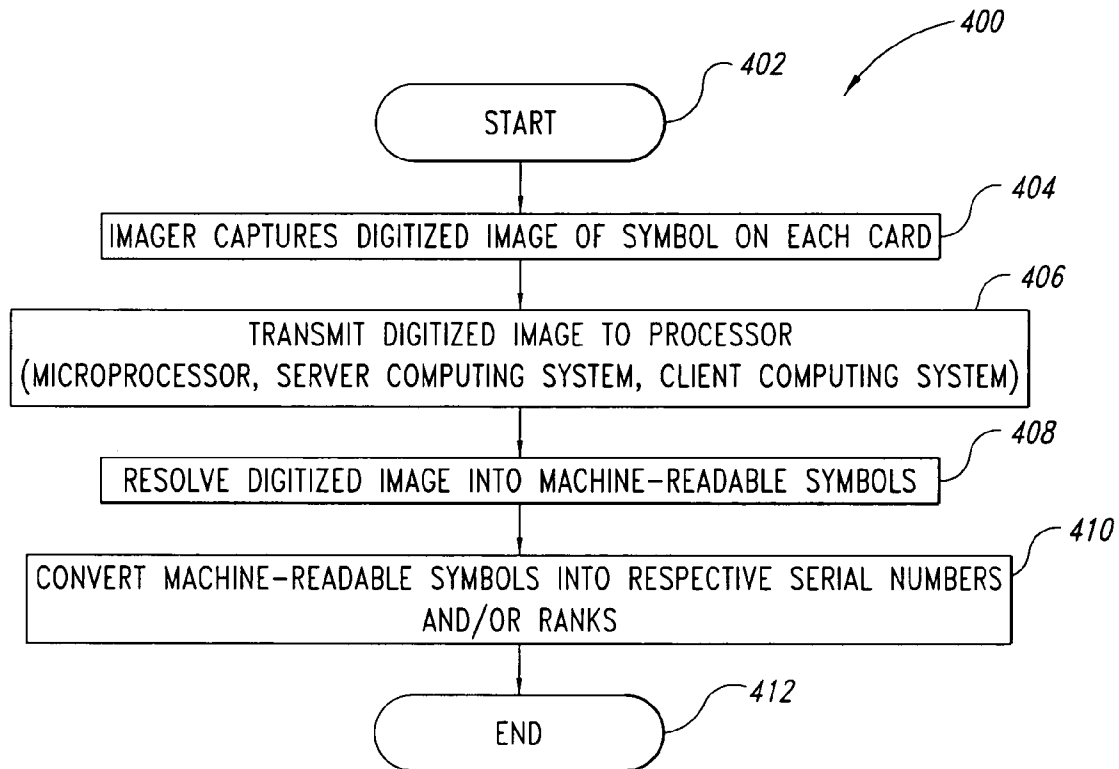 400
402
START
404
IMAGER CAPTURES DIGITIZED IMAGE OF SYMBOL ON EACH CARD
406
TRANSMIT DIGITIZED IMAGE TO PROCESSOR
(MICROPROCESSOR, SERVER COMPUTING SYSTEM, CLIENT COMPUTING SYSTEM)
408
RESOLVE DIGITIZED IMAGE INTO MACHINE-READABLE SYMBOLS
410
CONVERT MACHINE-READABLE SYMBOLS INTO RESPECTIVE SERIAL NUMBERS
AND/OR RANKS
412
END